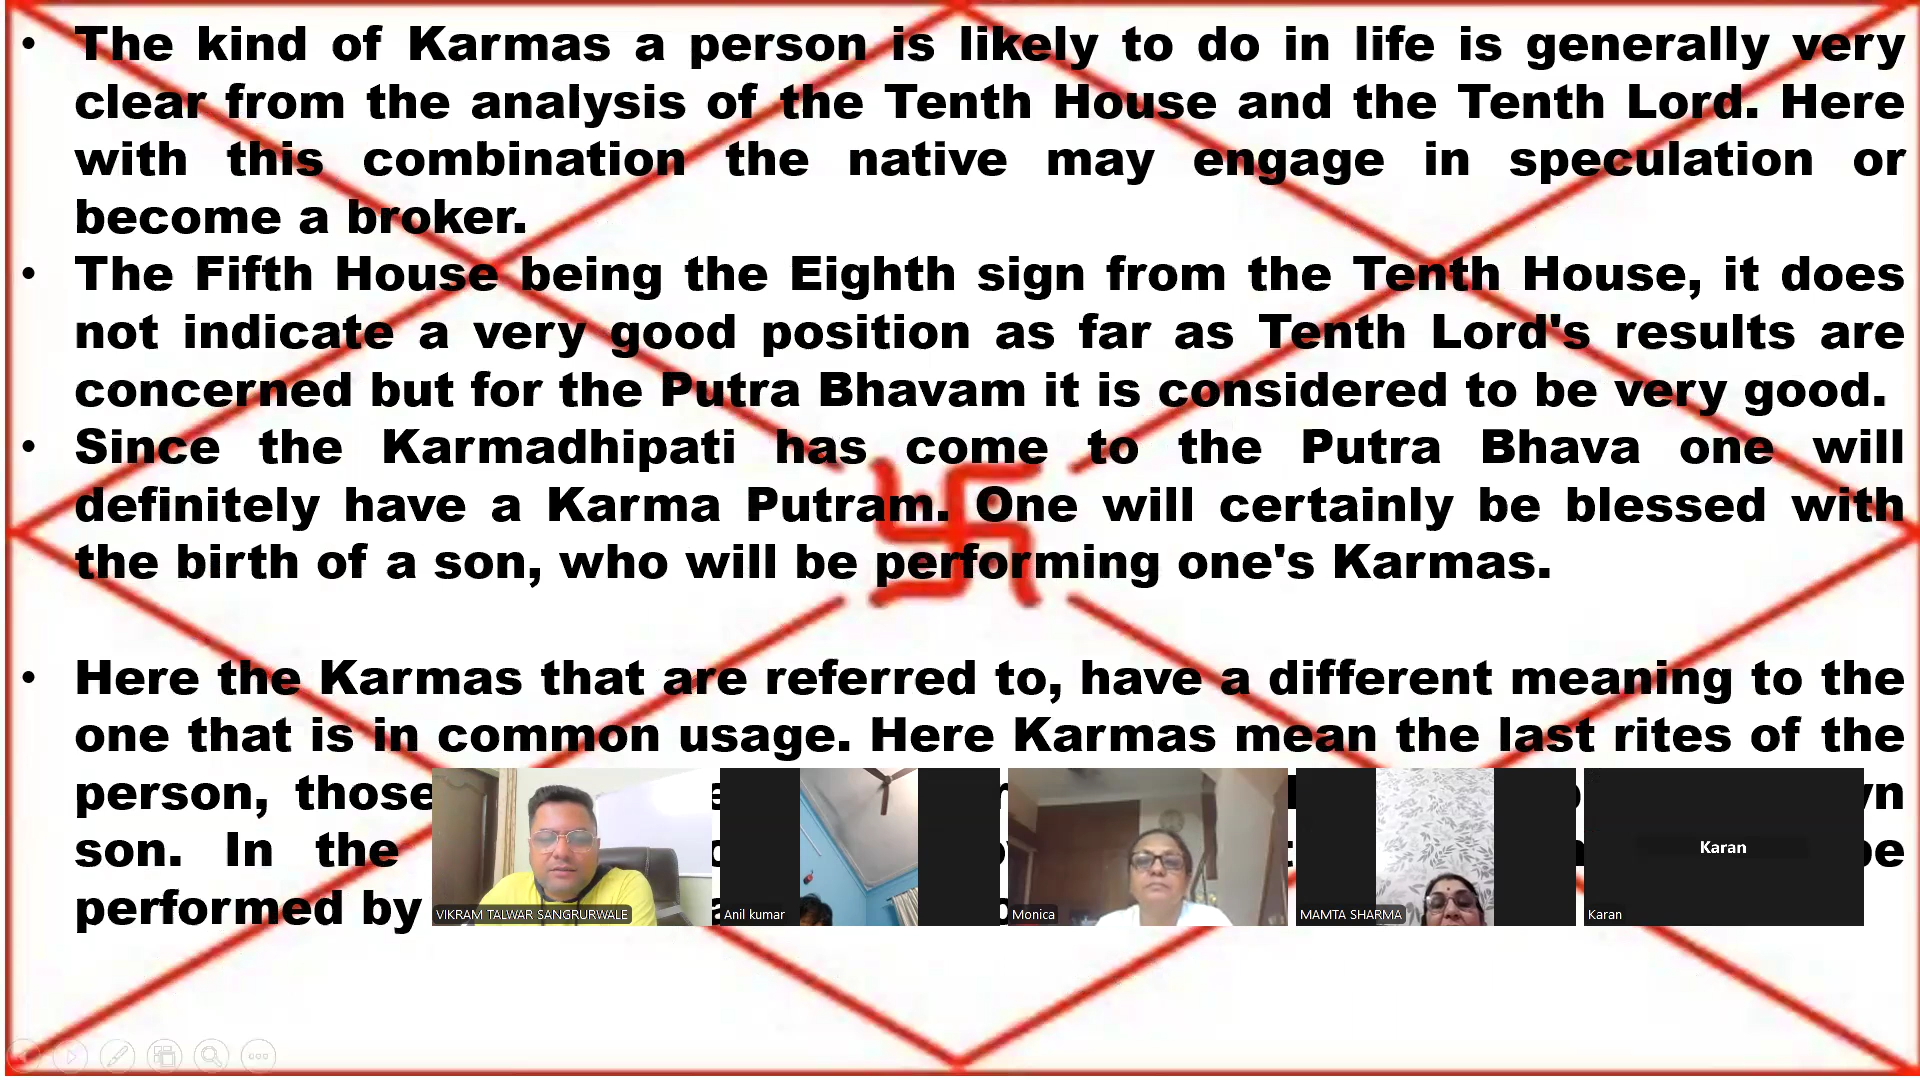 • The kind of Karmas a person is likely to do in life is generally very
clear from the analysis of the Tenth House and the Tenth Lord. Here
with this combination the native may engage in speculation or
become a broker.
• The Fifth House being the Eighth sign from the Tenth House, it does
not indicate a very good position as far as Tenth Lord's results are
concerned but for the Putra Bhavam it is considered to be very good.
• Since the Karmadhipati has come to the Putra Bhava one will
definitely have a Karma Putram. One will certainly be blessed with
the birth of a son, who will be performing one's Karmas.
• Here the Karmas that are referred to, have a different meaning to the
one that is in common usage. Here Karmas mean the last rites of the
person, those
son. In the
performed by
Karan
VIKRAM TALWAR SANGRURWALE
Anil kumar
Monica
MAMTA SHARMA
Karan